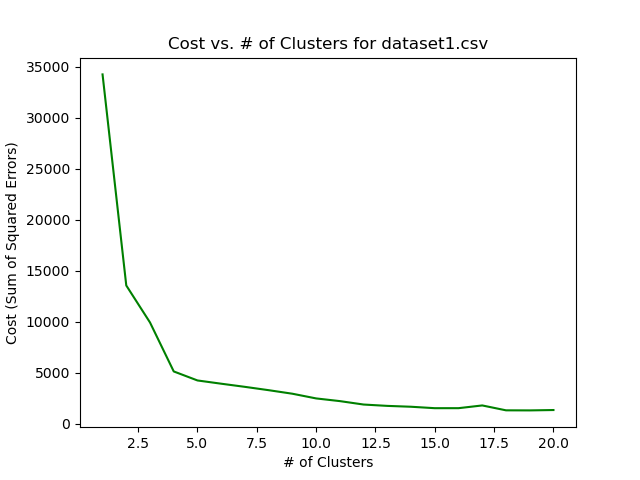 Cost vs. # of Clusters for dataset1.csv
35000
30000
25000
20000
15000
10000
5000
0
Cost (Sum of Squared Errors)
2.5 5.0 7.5 10.0 12.5 15.0 17.5 20.0
# of Clusters